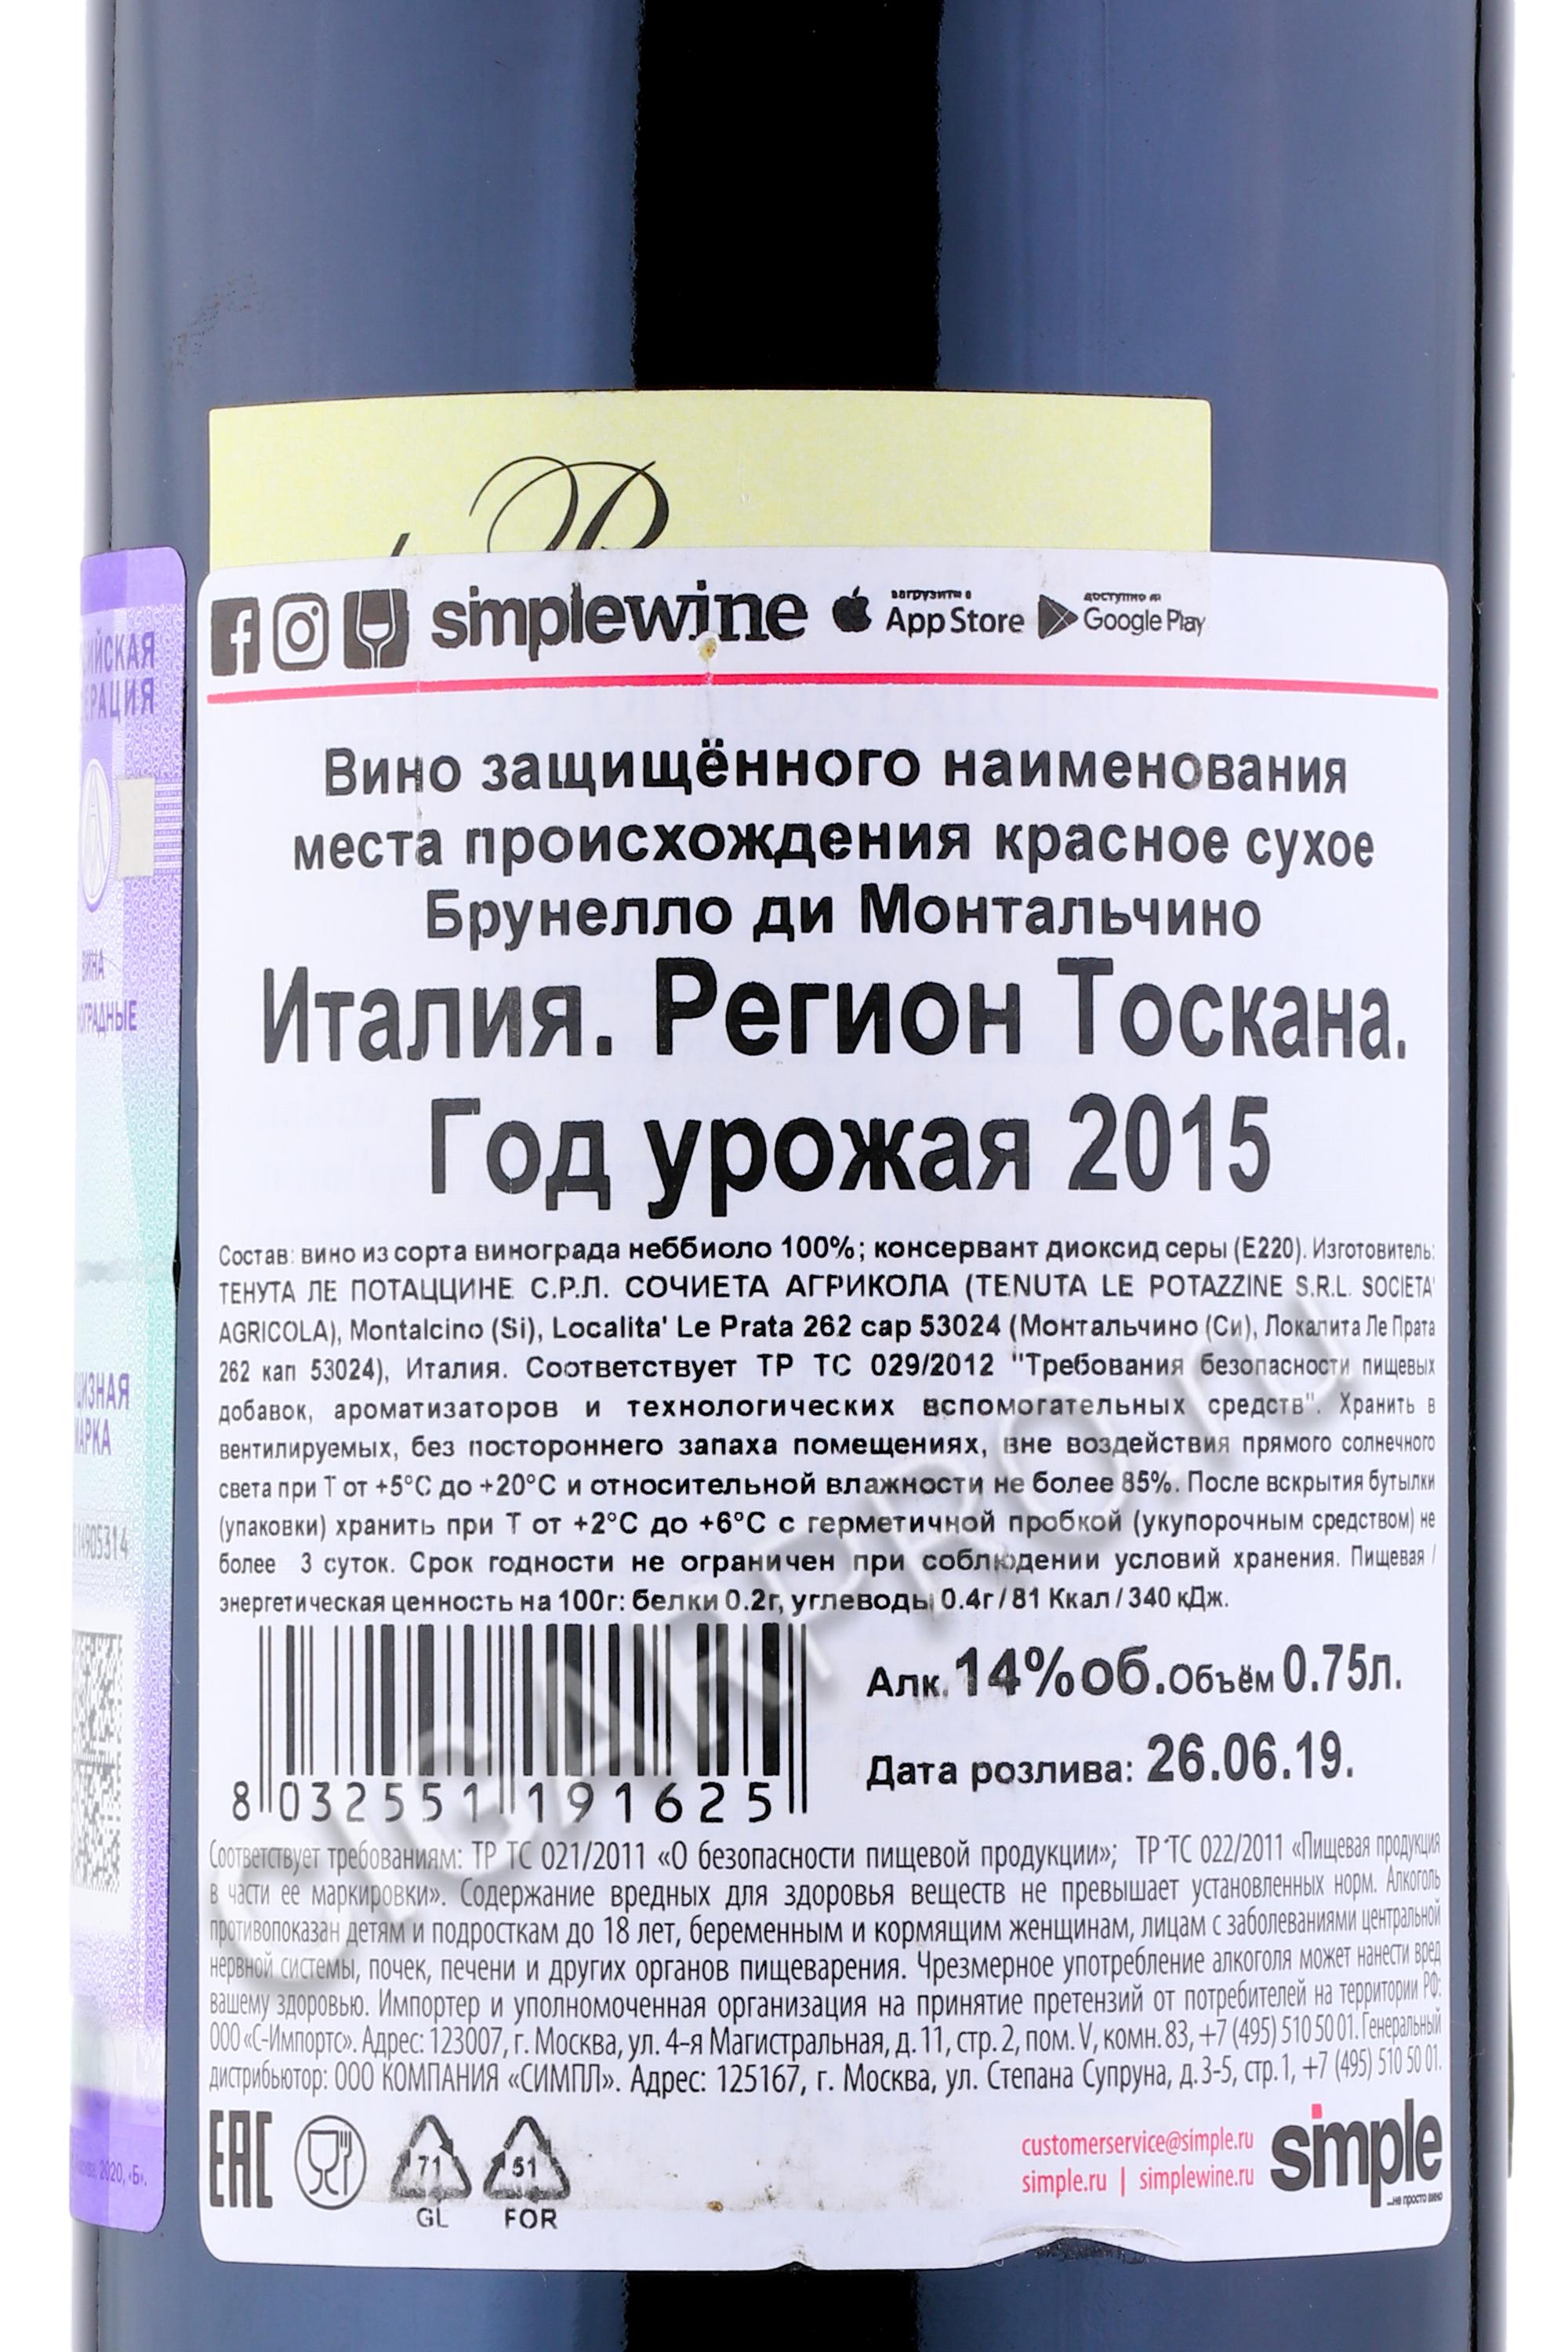 simplewine загрузите в App Store доступно на Google Play
Вино защищённого наименования
места происхождения красное сухое
Брунелло ди Монтальчино
Италия. Регион Тоскана.
Год урожая 2015
Состав: вино из сорта винограда неббиоло 100%; консервант диоксид серы (Е220). Изготовитель:
ТЕНУТА ЛЕ ПОТАЦЦИНЕ С.Р.Л. СОЧИЕТА АГРИКОЛА (TENUTA LE POTAZZINE S.R.L. SOCIETA'
AGRICOLA), Montalcino (Si), Localita' Le Prata 262 cap 53024 (Монтальчино (Си), Локалита Ле Прата
262 кап 53024), Италия. Соответствует ТР ТС 029/2012 "Требования безопасности пищевых
добавок, ароматизаторов и технологических вспомогательных средств". Хранить в
вентилируемых, без постороннего запаха помещениях, вне воздействия прямого солнечного
света при Т от +5°С до +20°С и относительной влажности не более 85%. После вскрытия бутылки
(упаковки) хранить при Т от +2°С до +6°С с герметичной пробкой (укупорочным средством) не
более 3 суток. Срок годности не ограничен при соблюдении условий хранения. Пищевая /
энергетическая ценность на 100г: белки 0.2г, углеводы 0.4г / 81 Ккал / 340 кДж.
Алк. 14%об. Объём 0.75л.
Дата розлива: 26.06.19.
8 032551 191625
Соответствует требованиям: ТР ТС 021/2011 «О безопасности пищевой продукции»; ТР ТС 022/2011 «Пищевая продукция
в части ее маркировки». Содержание вредных для здоровья веществ не превышает установленных норм. Алкоголь
противопоказан детям и подросткам до 18 лет, беременным и кормящим женщинам, лицам с заболеваниями центральной
нервной системы, почек, печени и других органов пищеварения. Чрезмерное употребление алкоголя может нанести вред
вашему здоровью. Импортер и уполномоченная организация на принятие претензий от потребителей на территории РФ:
ООО «С-Импортс». Адрес: 123007, г. Москва, ул. 4-я Магистральная, д. 11, стр. 2, пом. V, комн. 83, +7 (495) 510 50 01. Генеральный
дистрибьютор: ООО КОМПАНИЯ «СИМПЛ». Адрес: 125167, г. Москва, ул. Степана Супруна, д. 3-5, стр. 1, +7 (495) 510 50 01.
EAC
71
GL
51
FOR
customerservice@simple.ru
simple.ru | simplewine.ru
simple
...не просто вино
CIGARPRO.ru
ВИНА
2020, «Б».